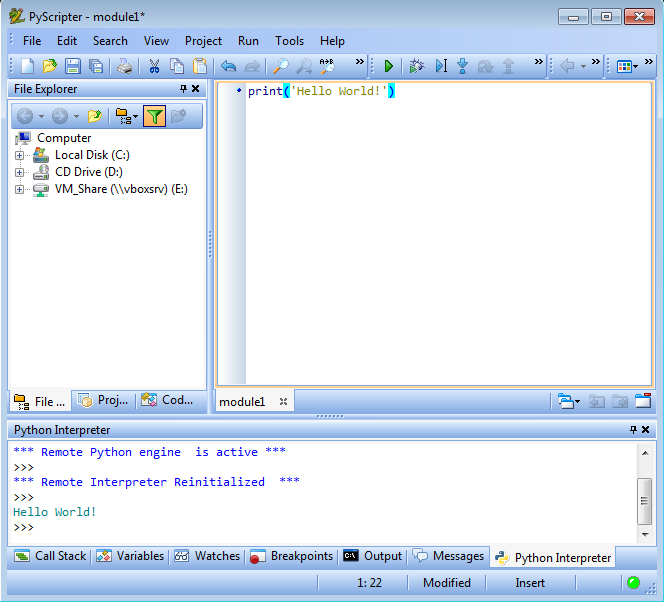 PyScripter - module1*
File Edit Search View Project Run Tools Help
File Explorer
print('Hello World!')
Computer
Local Disk (C:)
CD Drive (D:)
VM_Share (\\vboxsrv) (E:)
File ... Proj... Cod...
module1
Python Interpreter
*** Remote Python engine  is active ***
>>>
*** Remote Interpreter Reinitialized  ***
>>>
Hello World!
>>>
Call Stack Variables Watches Breakpoints Output Messages Python Interpreter
1: 22 Modified Insert